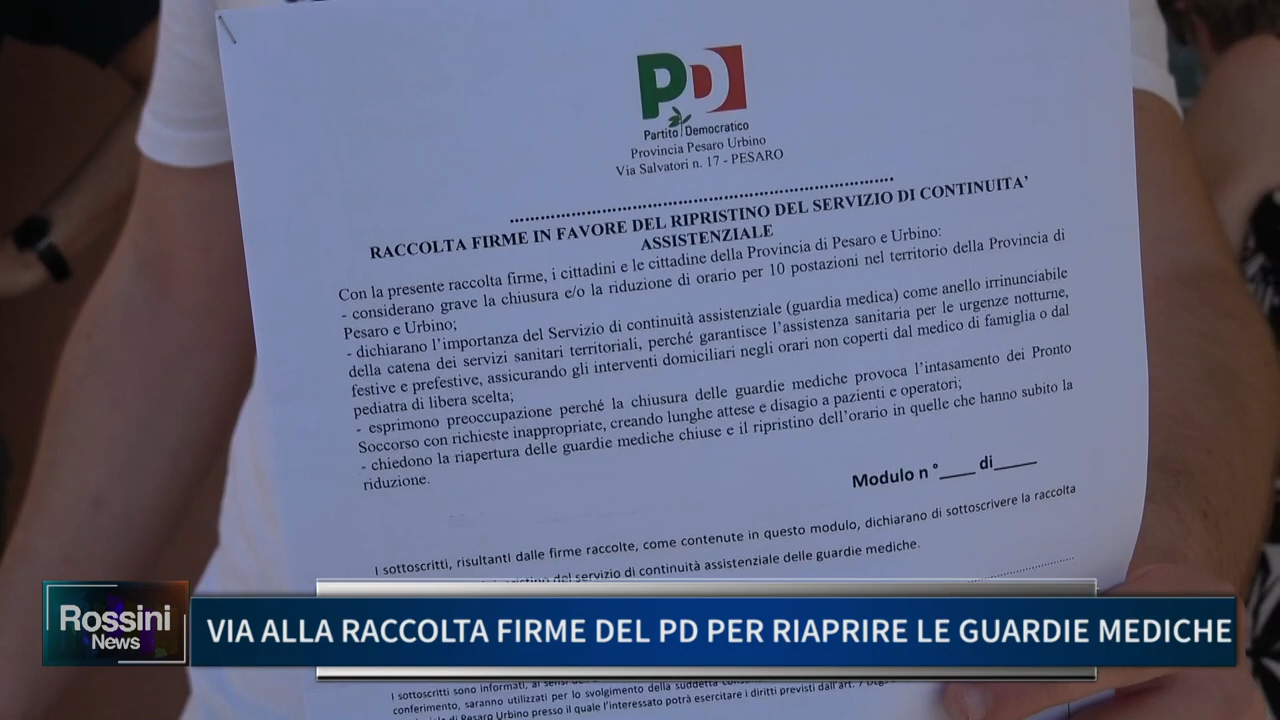 PD
Partito Democratico
Provincia Pesaro Urbino
Via Salvatori n. 17 - PESARO
RACCOLTA FIRME IN FAVORE DEL RIPRISTINO DEL SERVIZIO DI CONTINUITA'
ASSISTENZIALE
Con la presente raccolta firme, i cittadini e le cittadine della Provincia di Pesaro e Urbino:
- considerano grave la chiusura e/o la riduzione di orario per 10 postazioni nel territorio della Provincia di
Pesaro e Urbino;
- dichiarano l'importanza del Servizio di continuità assistenziale (guardia medica) come anello irrinunciabile
della catena dei servizi sanitari territoriali, perché garantisce l'assistenza sanitaria per le urgenze notturne,
festive e prefestive, assicurando gli interventi domiciliari negli orari non coperti dal medico di famiglia o dal
pediatra di libera scelta;
- esprimono preoccupazione perché la chiusura delle guardie mediche provoca l'intasamento dei Pronto
Soccorso con richieste inappropriate, creando lunghe attese e disagio a pazienti e operatori;
- chiedono la riapertura delle guardie mediche chiuse e il ripristino dell'orario in quelle che hanno subito la
riduzione.
Modulo n °____ di_____
I sottoscritti, risultanti dalle firme raccolte, come contenute in questo modulo, dichiarano di sottoscrivere la raccolta
del servizio di continuità assistenziale delle guardie mediche.
Rossini
News
VIA ALLA RACCOLTA FIRME DEL PD PER RIAPRIRE LE GUARDIE MEDICHE
I sottoscritti sono informati, ai sensi
conferimento, saranno utilizzati per lo svolgimento della suddetta
di Pesaro Urbino presso il quale l'interessato potrà esercitare i diritti previsti dall'art. 7